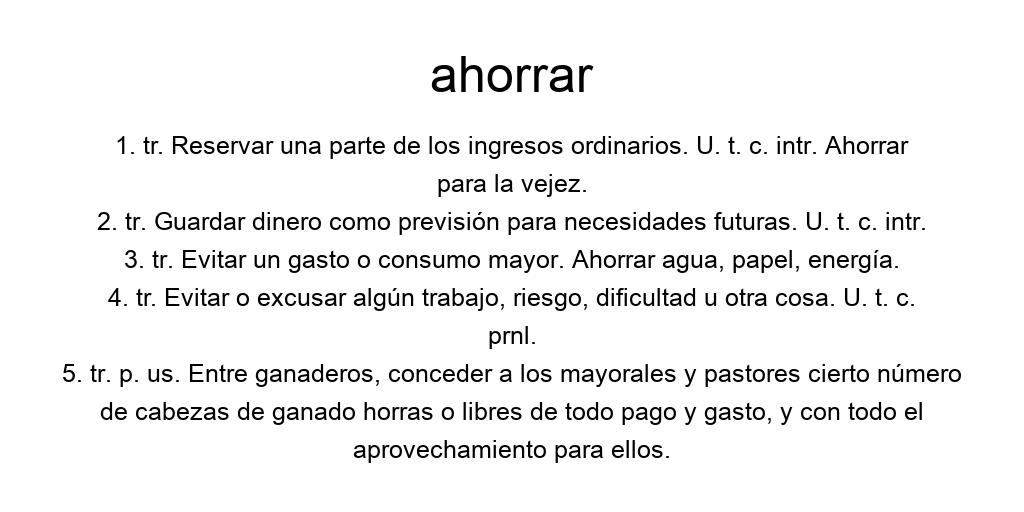 ahorrar
1. tr. Reservar una parte de los ingresos ordinarios. U. t. c. intr. Ahorrar
para la vejez.
2. tr. Guardar dinero como previsión para necesidades futuras. U. t. c. intr.
3. tr. Evitar un gasto o consumo mayor. Ahorrar agua, papel, energía.
4. tr. Evitar o excusar algún trabajo, riesgo, dificultad u otra cosa. U. t. c.
prnl.
5. tr. p. us. Entre ganaderos, conceder a los mayorales y pastores cierto número
de cabezas de ganado horras o libres de todo pago y gasto, y con todo el
aprovechamiento para ellos.